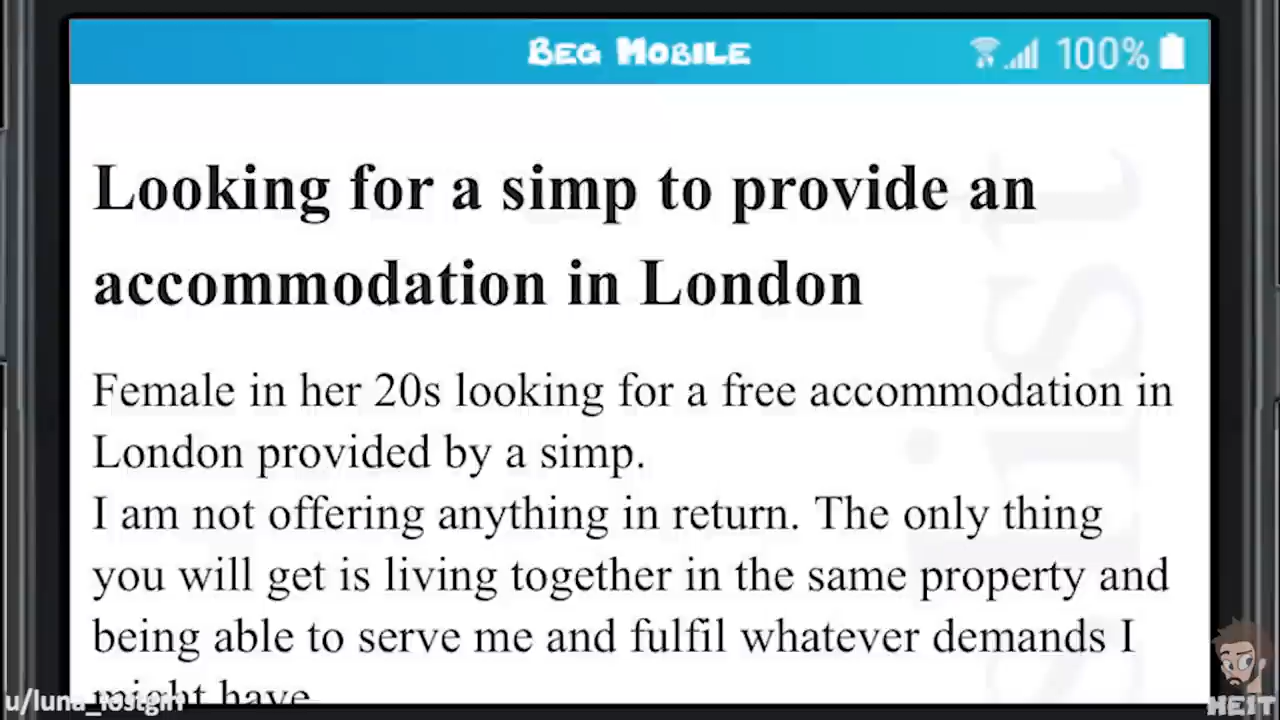 BEG MOBILE
100%
Looking for a simp to provide an
accommodation in London
Female in her 20s looking for a free accommodation in
London provided by a simp.
I am not offering anything in return. The only thing
you will get is living together in the same property and
being able to serve me and fulfil whatever demands I
might have
HEIT